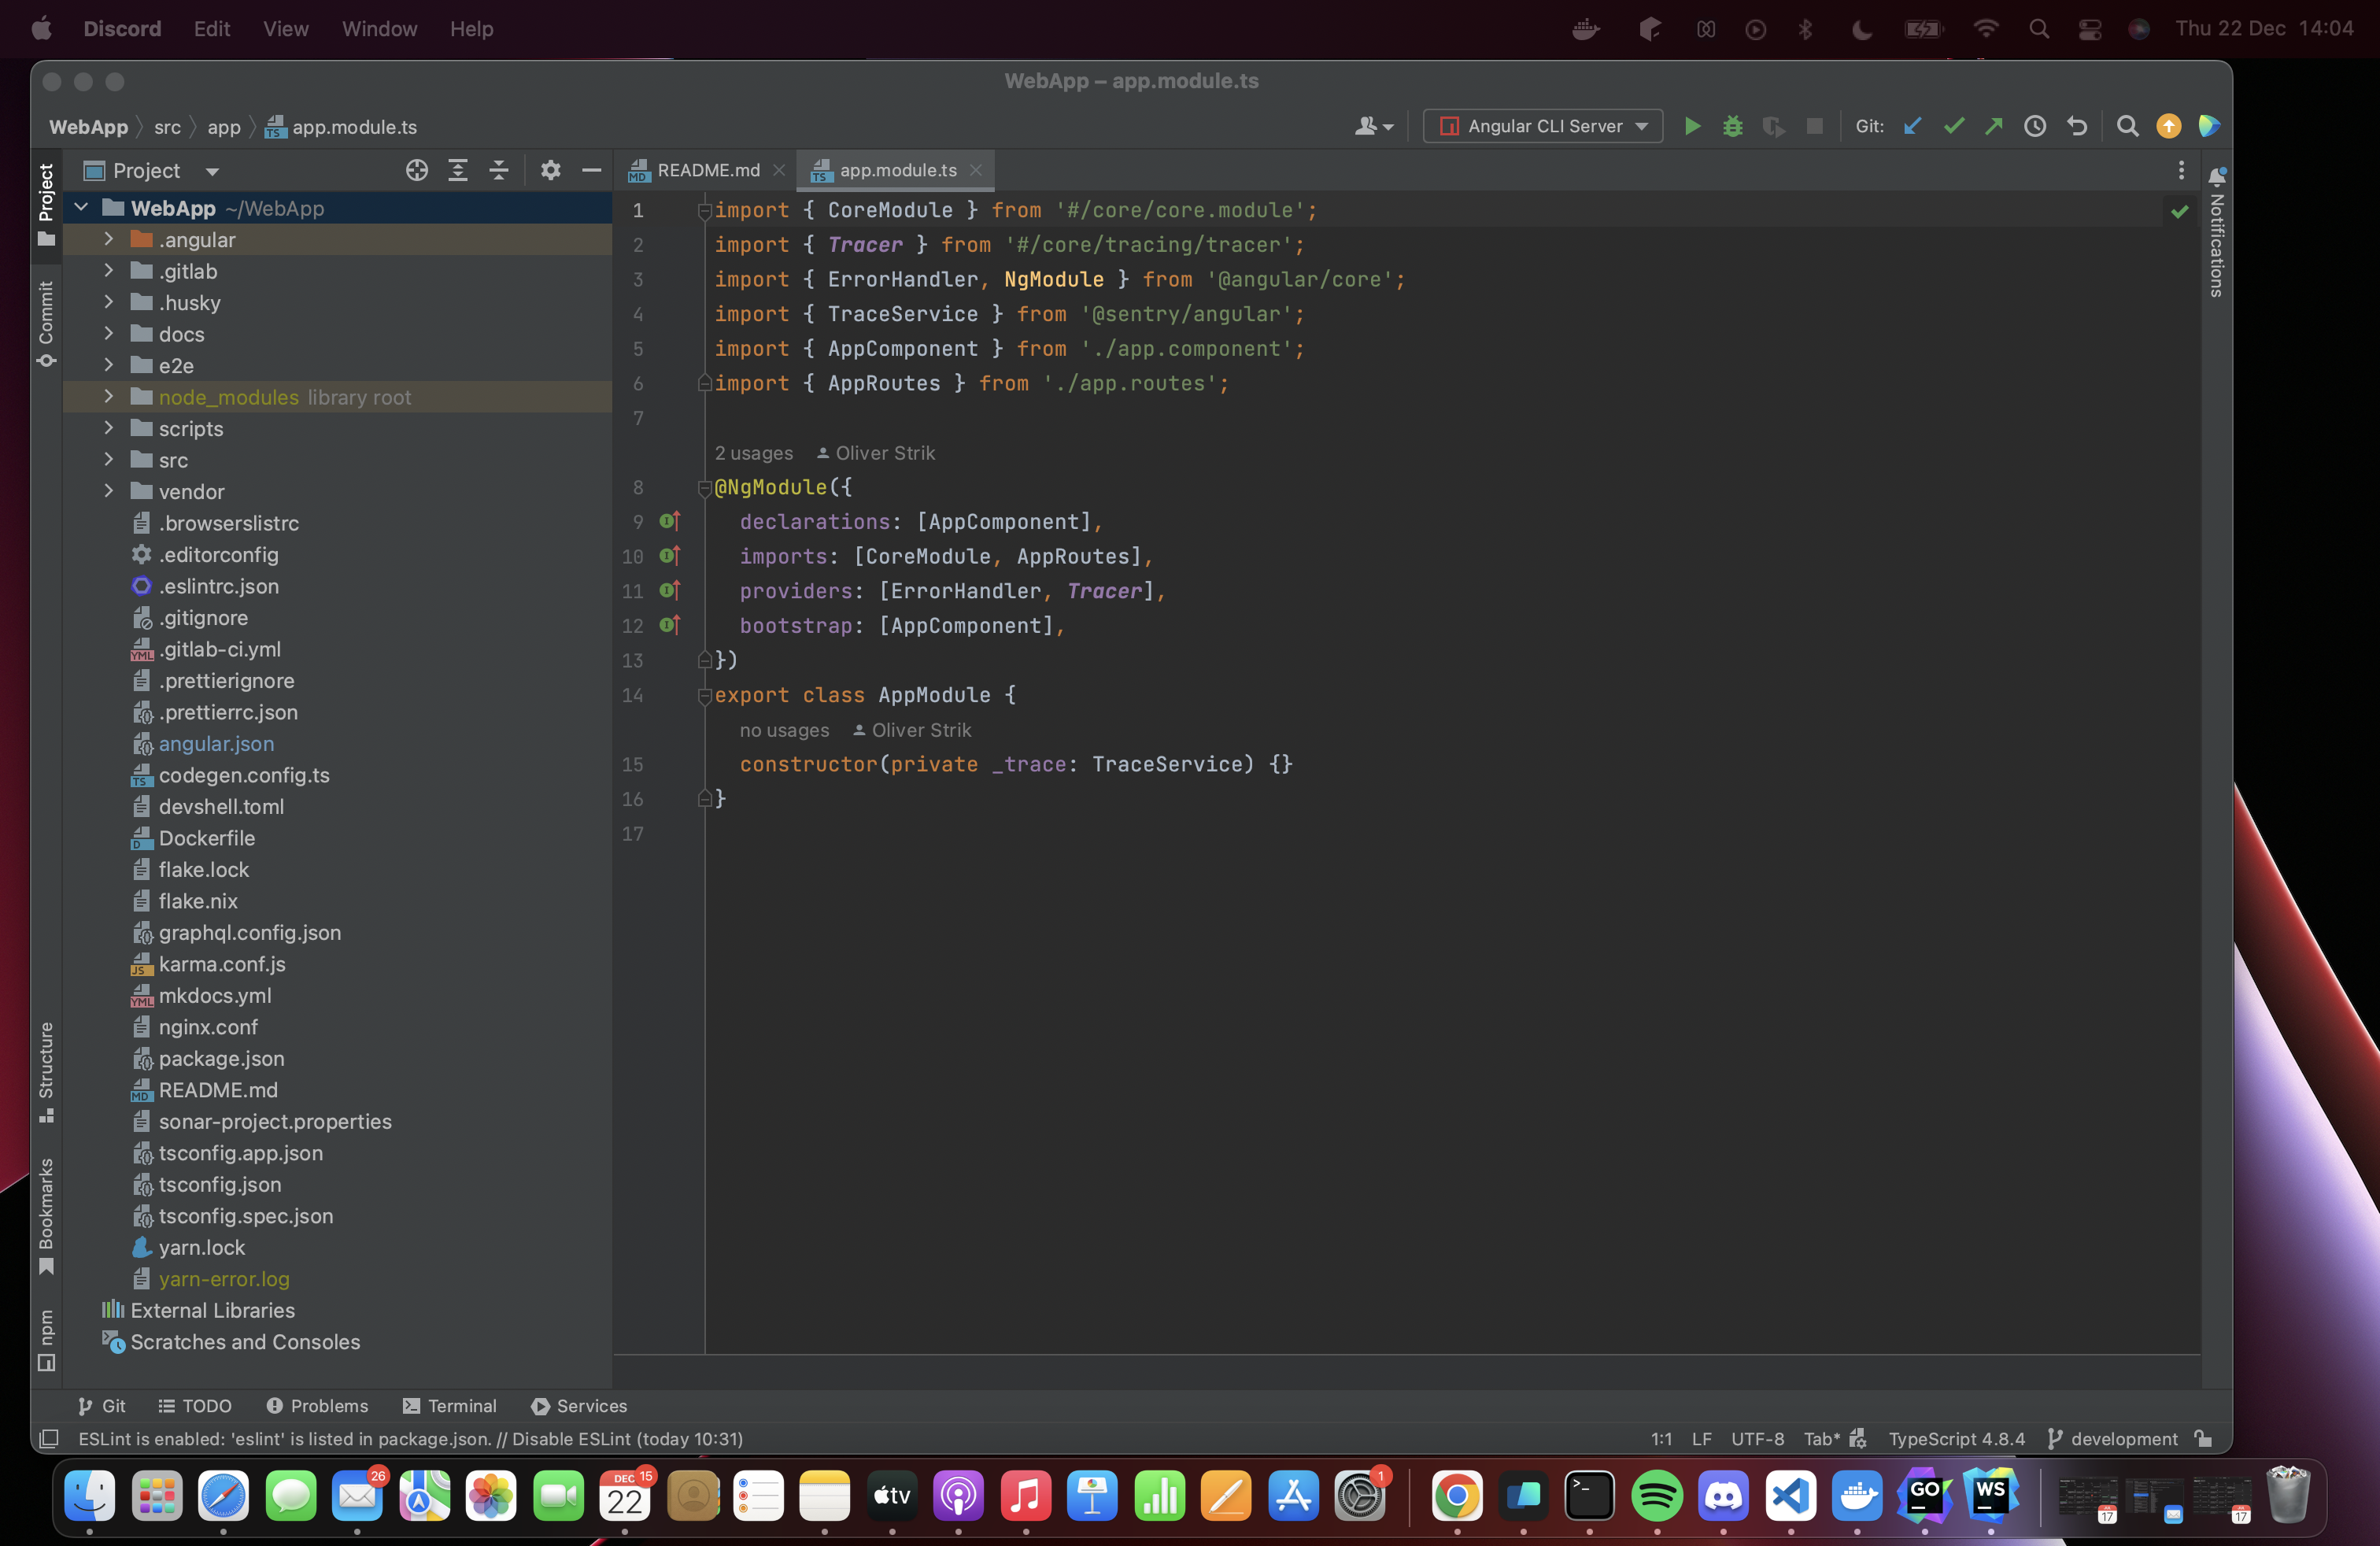 Discord Edit View Window Help Thu 22 Dec 14:04
WebApp – app.module.ts
WebApp src app app.module.ts Angular CLI Server Git:
Project
Commit
Structure
Bookmarks
npm
Project
WebApp ~/WebApp
.angular
.gitlab
.husky
docs
e2e
node_modules library root
scripts
src
vendor
.browserslistrc
.editorconfig
.eslintrc.json
.gitignore
.gitlab-ci.yml
.prettierignore
.prettierrc.json
angular.json
codegen.config.ts
devshell.toml
Dockerfile
flake.lock
flake.nix
graphql.config.json
karma.conf.js
mkdocs.yml
nginx.conf
package.json
README.md
sonar-project.properties
tsconfig.app.json
tsconfig.json
tsconfig.spec.json
yarn.lock
yarn-error.log
External Libraries
Scratches and Consoles
README.md app.module.ts
1 import { CoreModule } from '#/core/core.module';
2 import { Tracer } from '#/core/tracing/tracer';
3 import { ErrorHandler, NgModule } from '@angular/core';
4 import { TraceService } from '@sentry/angular';
5 import { AppComponent } from './app.component';
6 import { AppRoutes } from './app.routes';
7
2 usages Oliver Strik
8 @NgModule({
9 declarations: [AppComponent],
10 imports: [CoreModule, AppRoutes],
11 providers: [ErrorHandler, Tracer],
12 bootstrap: [AppComponent],
13 })
14 export class AppModule {
no usages Oliver Strik
15 constructor(private _trace: TraceService) {}
16 }
17
Notifications
Git TODO Problems Terminal Services
ESLint is enabled: 'eslint' is listed in package.json. // Disable ESLint (today 10:31) 1:1 LF UTF-8 Tab* TypeScript 4.8.4 development
26
DEC 15
22
tv
1
GO
WS
17
17